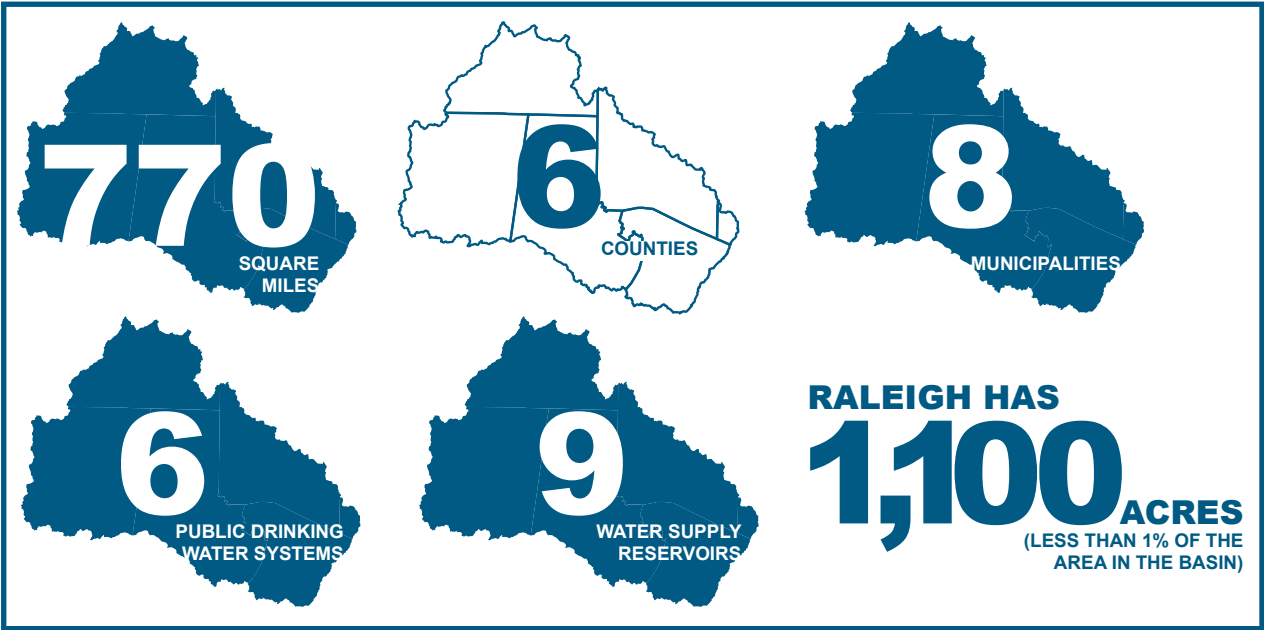 770
SQUARE
MILES
6
COUNTIES
8
MUNICIPALITIES
6
PUBLIC DRINKING
WATER SYSTEMS
9
WATER SUPPLY
RESERVOIRS
RALEIGH HAS
1,100
ACRES
(LESS THAN 1% OF THE
AREA IN THE BASIN)